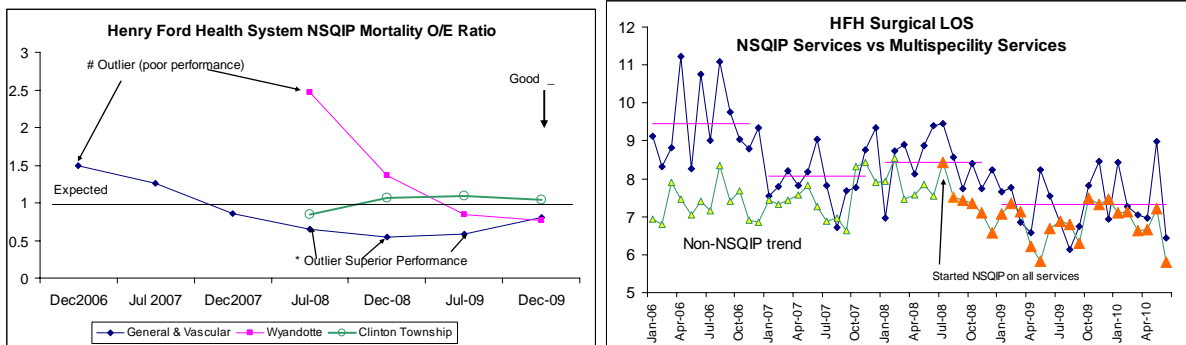 Henry Ford Health System NSQIP Mortality O/E Ratio
3
2.5
2
1.5
1
0.5
0
# Outlier (poor performance)
Good _
Expected
* Outlier Superior Performance
Dec2006 Jul 2007 Dec2007 Jul-08 Dec-08 Jul-09 Dec-09
General & Vascular Wyandotte Clinton Township
HFH Surgical LOS
NSQIP Services vs Multispecility Services
12
11
10
9
8
7
6
5
Non-NSQIP trend
Started NSQIP on all services
Jan-06 Apr-06 Jul-06 Oct-06 Jan-07 Apr-07 Jul-07 Oct-07 Jan-08 Apr-08 Jul-08 Oct-08 Jan-09 Apr-09 Jul-09 Oct-09 Jan-10 Apr-10